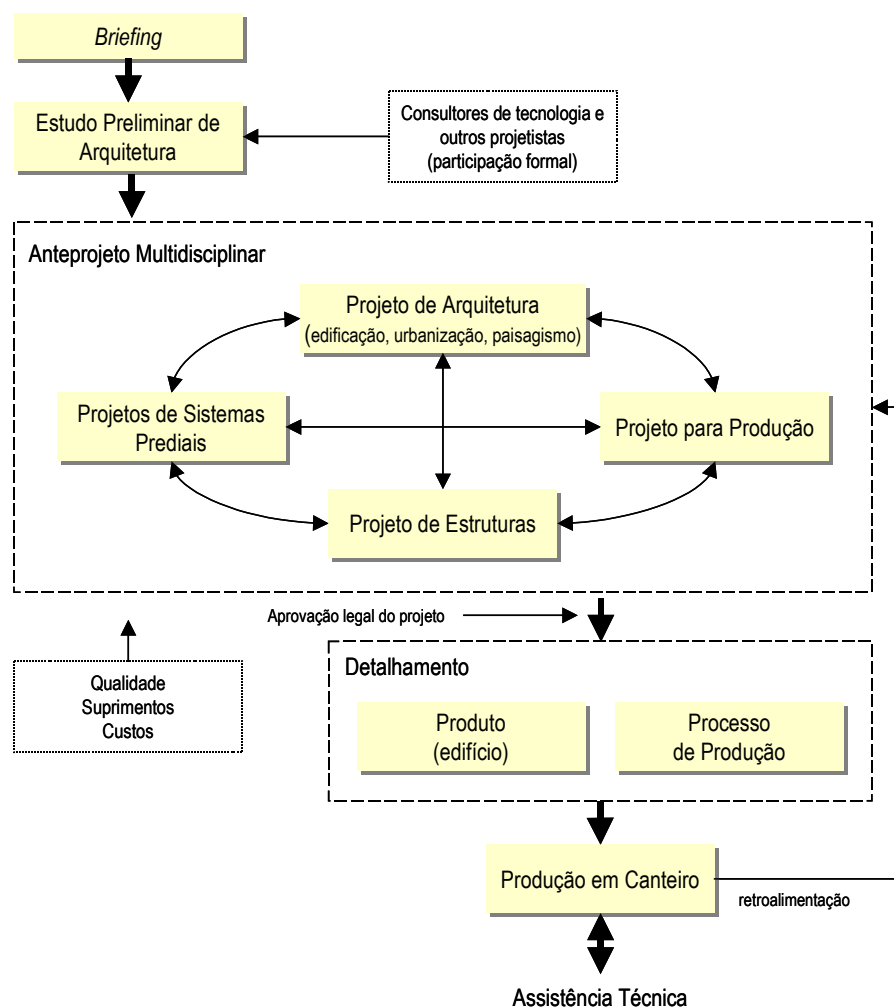 Briefing
Estudo Preliminar de
Arquitetura
Consultores de tecnologia e
outros projetistas
(participação formal)
Anteprojeto Multidisciplinar
Projeto de Arquitetura
(edificação, urbanização, paisagismo)
Projetos de Sistemas
Prediais
Projeto para Produção
Projeto de Estruturas
Aprovação legal do projeto
Qualidade
Suprimentos
Custos
Detalhamento
Produto
(edifício)
Processo
de Produção
Produção em Canteiro
retroalimentação
Assistência Técnica